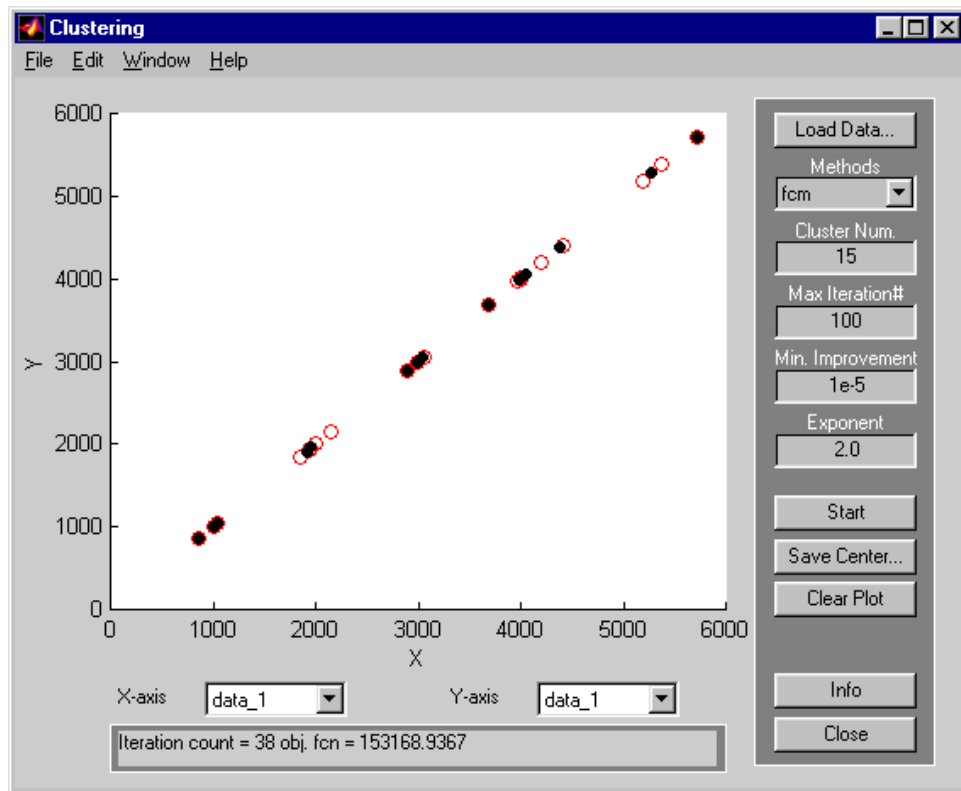 Clustering
File Edit Window Help
6000
5000
4000
3000
2000
1000
0
Y
0 1000 2000 3000 4000 5000 6000
X
X-axis data_1 Y-axis data_1
Iteration count = 38 obj. fcn = 153168.9367
Load Data...
Methods
fcm
Cluster Num.
15
Max Iteration#
100
Min. Improvement
1e-5
Exponent
2.0
Start
Save Center...
Clear Plot
Info
Close